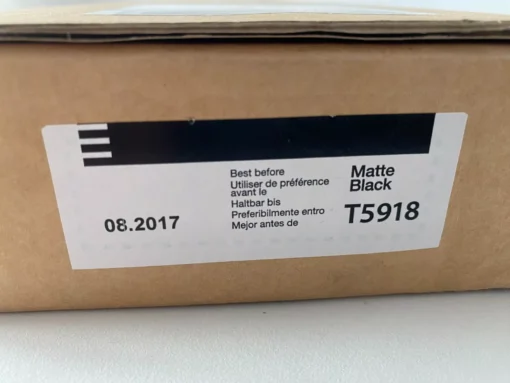 08.2017
Best before
Utiliser de préférence
avant le
Haltbar bis
Preferibilmente entro
Mejor antes de
Matte
Black
T5918